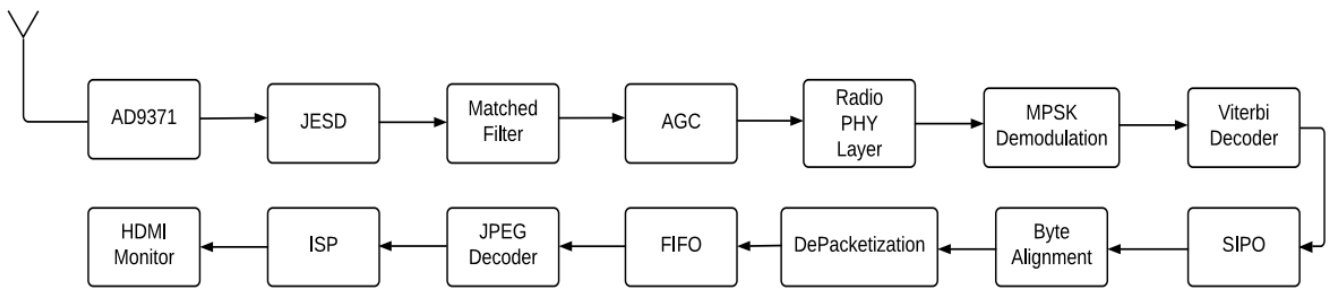 AD9371
JESD
Matched
Filter
AGC
Radio
PHY
Layer
MPSK
Demodulation
Viterbi
Decoder
SIPO
Byte
Alignment
DePacketization
FIFO
JPEG
Decoder
ISP
HDMI
Monitor